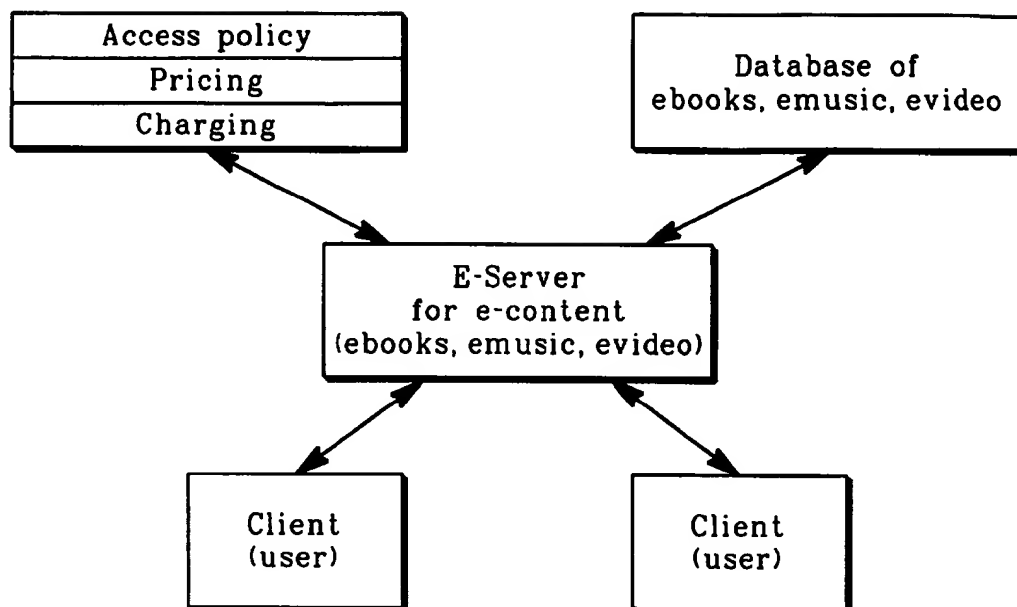 Access policy
Pricing
Charging
Database of
ebooks, emusic, evideo
E-Server
for e-content
(ebooks, emusic, evideo)
Client
(user)
Client
(user)